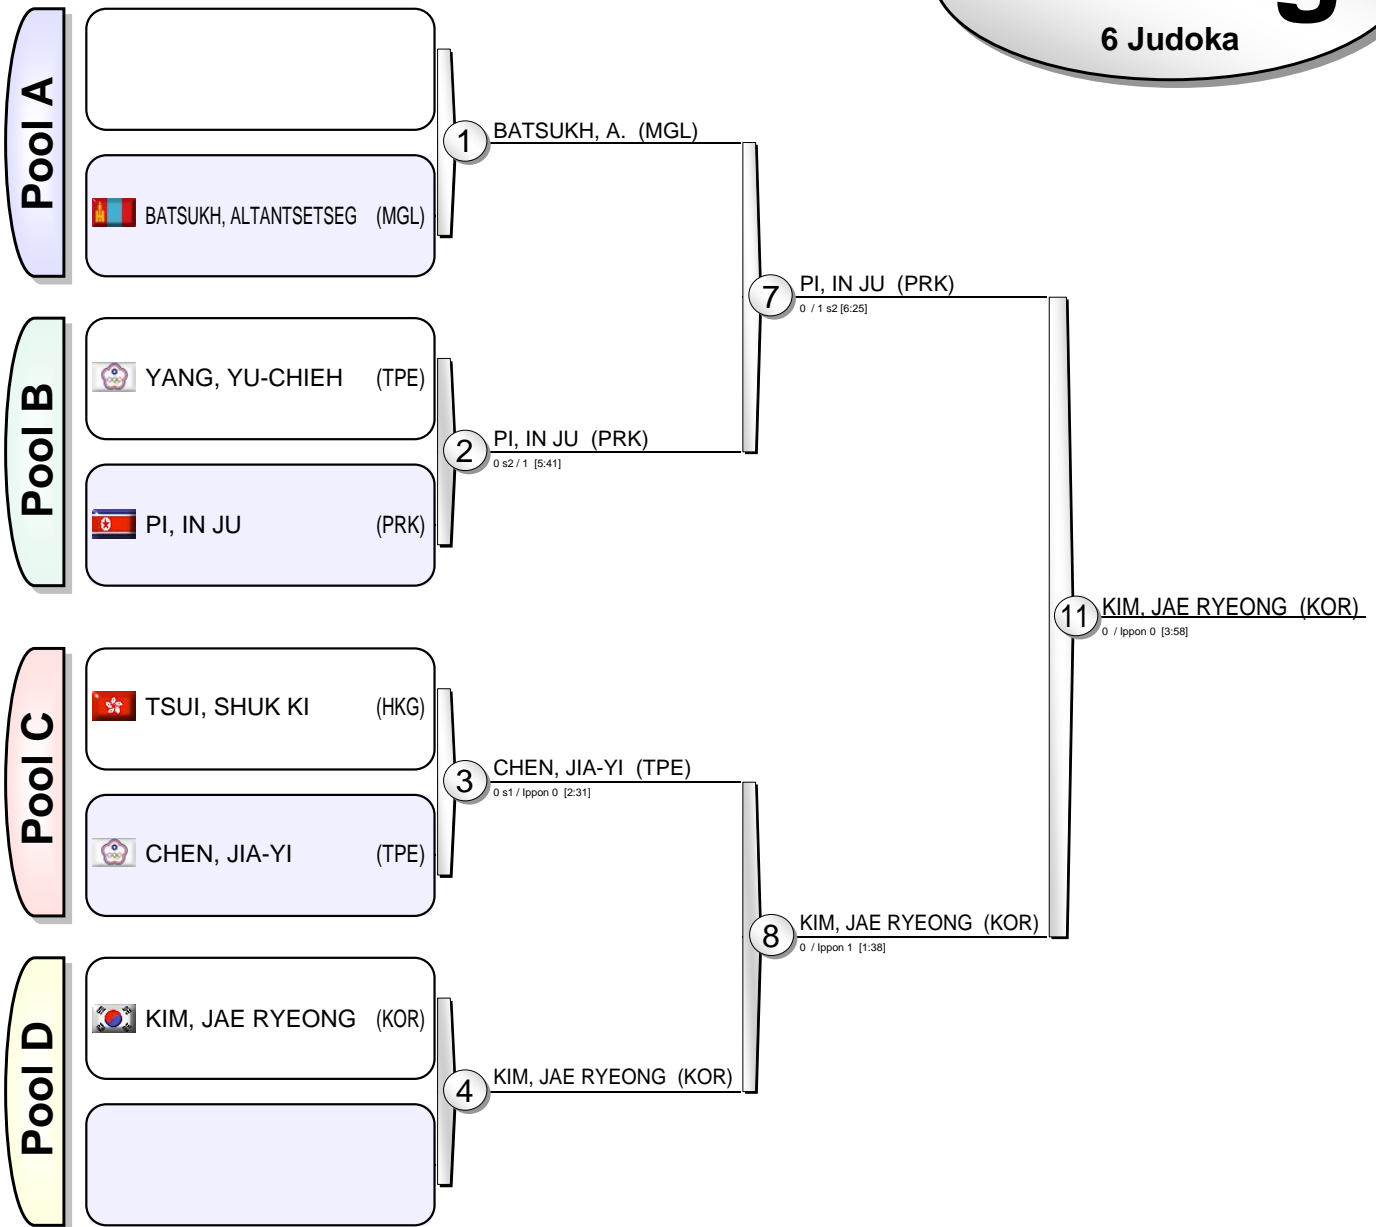 6 Judoka
Pool A
BATSUKH, ALTANTSETSEG (MGL)
1
BATSUKH, A. (MGL)
Pool B
YANG, YU-CHIEH (TPE)
PI, IN JU (PRK)
2
PI, IN JU (PRK)
0 s2 / 1 [5:41]
7
PI, IN JU (PRK)
0 / 1 s2 [6:25]
Pool C
TSUI, SHUK KI (HKG)
CHEN, JIA-YI (TPE)
3
CHEN, JIA-YI (TPE)
0 s1 / Ippon 0 [2:31]
Pool D
KIM, JAE RYEONG (KOR)
4
KIM, JAE RYEONG (KOR)
8
KIM, JAE RYEONG (KOR)
0 / Ippon 1 [1:38]
11
KIM, JAE RYEONG (KOR)
0 / Ippon 0 [3:58]